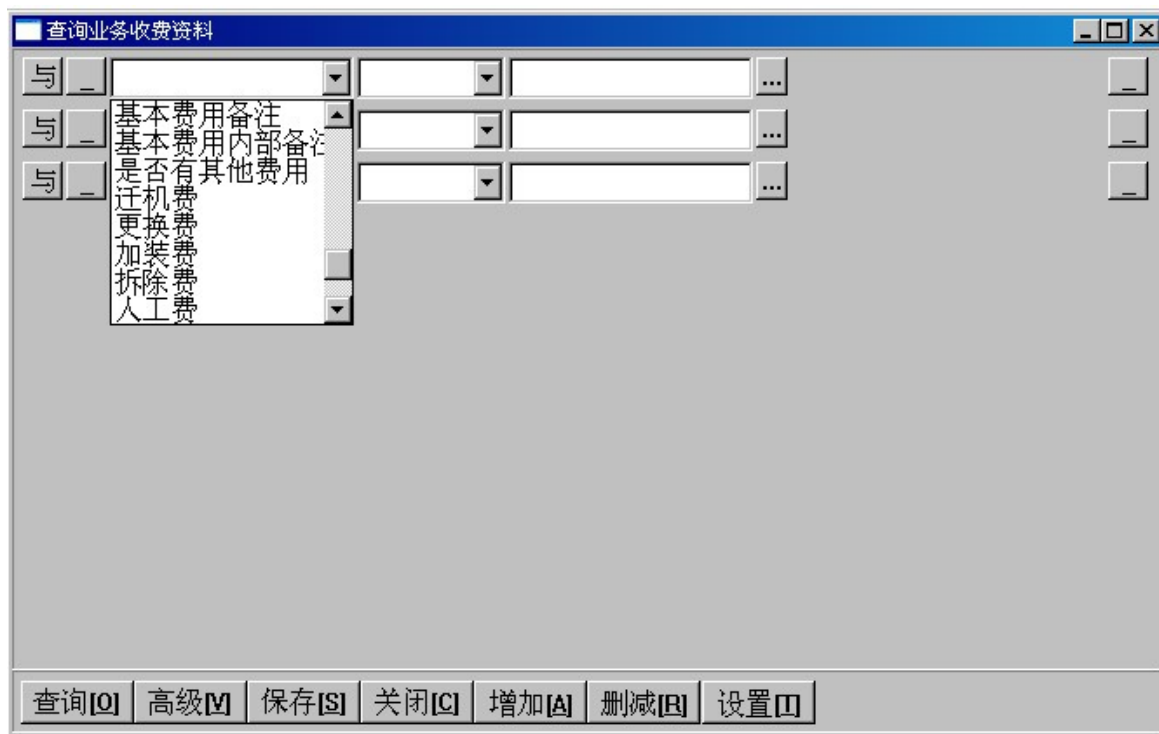 查询业务收费资料
与 _ ... _
基本费用备注
与 _ ... _
基本费用内部备注
是否有其他费用
与 _ ... _
迁机费
更换费
加装费
拆除费
人工费
查询[O] 高级[V] 保存[S] 关闭[C] 增加[A] 删减[R] 设置[T]